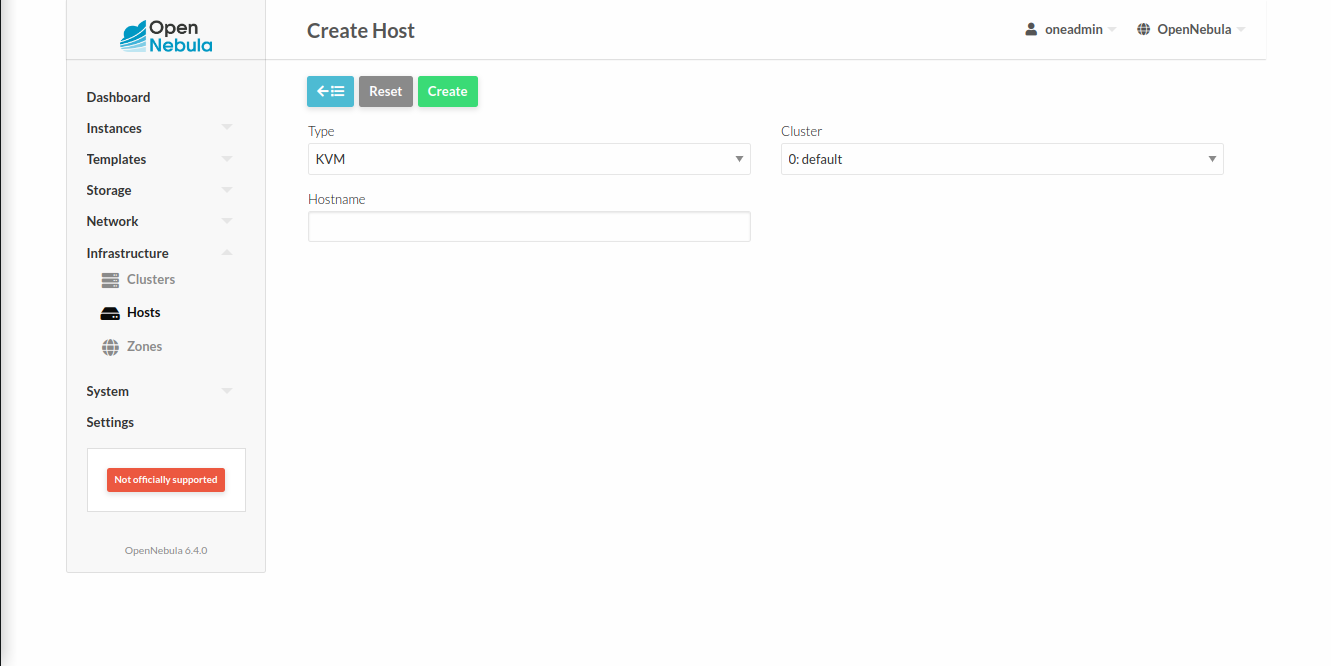 Open
Nebula
Create Host
oneadmin
OpenNebula
Dashboard
Instances
Templates
Storage
Network
Infrastructure
Clusters
Hosts
Zones
System
Settings
Not officially supported
OpenNebula 6.4.0
Reset
Create
Type
KVM
Cluster
0: default
Hostname